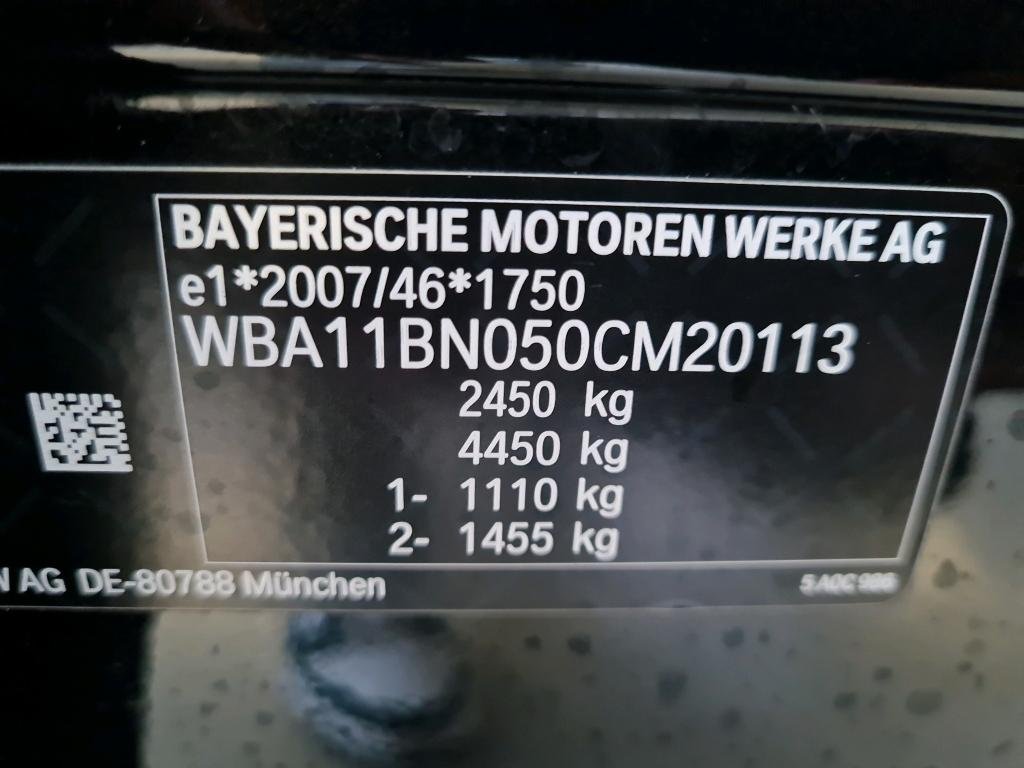 BAYERISCHE MOTOREN WERKE AG
e1*2007/46*1750
WBA11BN050CM20113
2450 kg
4450 kg
1- 1110 kg
2- 1455 kg
AG DE-80788 München